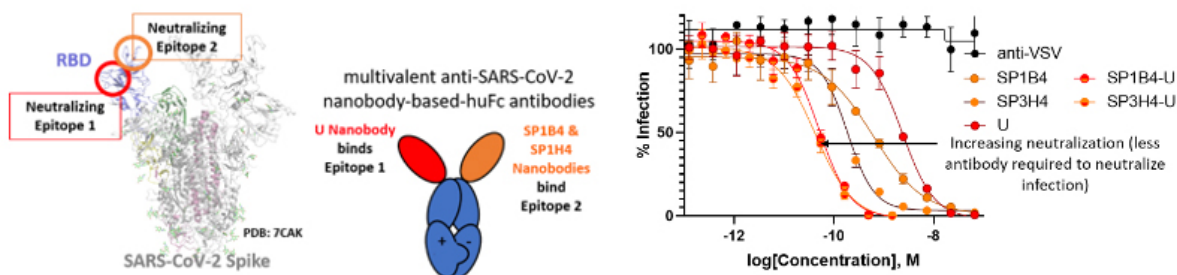 Neutralizing
Epitope 2
RBD
Neutralizing
Epitope 1
PDB: 7CAK
SARS-CoV-2 Spike
multivalent anti-SARS-CoV-2
nanobody-based-huFc antibodies
U Nanobody
binds
Epitope 1
SP1B4 &
SP1H4
Nanobodies
bind
Epitope 2
+ -
% Infection
100
50
0
-12 -10 -8
log[Concentration], M
anti-VSV
SP1B4 SP1B4-U
SP3H4 SP3H4-U
U
Increasing neutralization (less
antibody required to neutralize
infection)